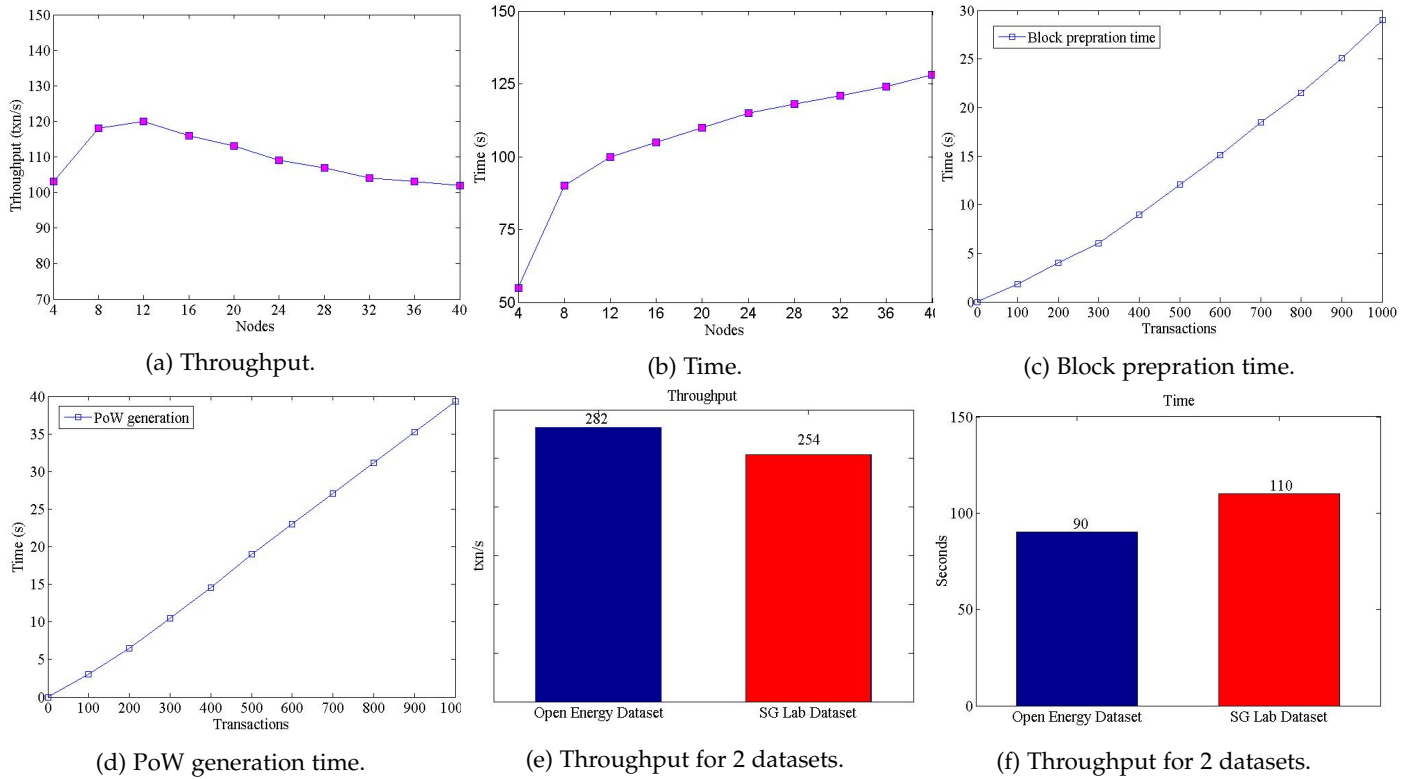 150
140
130
120
110
100
90
80
70
Trhoughput (txn/s)
4 8 12 16 20 24 28 32 36 40
Nodes
(a) Throughput.
150
125
100
75
50
Time (s)
4 8 12 16 20 24 28 32 36 40
Nodes
(b) Time.
30
25
20
15
10
5
0
Time (s)
Block prepration time
0 100 200 300 400 500 600 700 800 900 1000
Transactions
(c) Block prepration time.
40
35
30
25
20
15
10
5
0
Time (s)
PoW generation
0 100 200 300 400 500 600 700 800 900 100
Transactions
(d) PoW generation time.
Throughput
txn/s
282
254
Open Energy Dataset SG Lab Dataset
(e) Throughput for 2 datasets.
Time
150
100
50
0
Seconds
90
110
Open Energy Dataset SG Lab Dataset
(f) Throughput for 2 datasets.